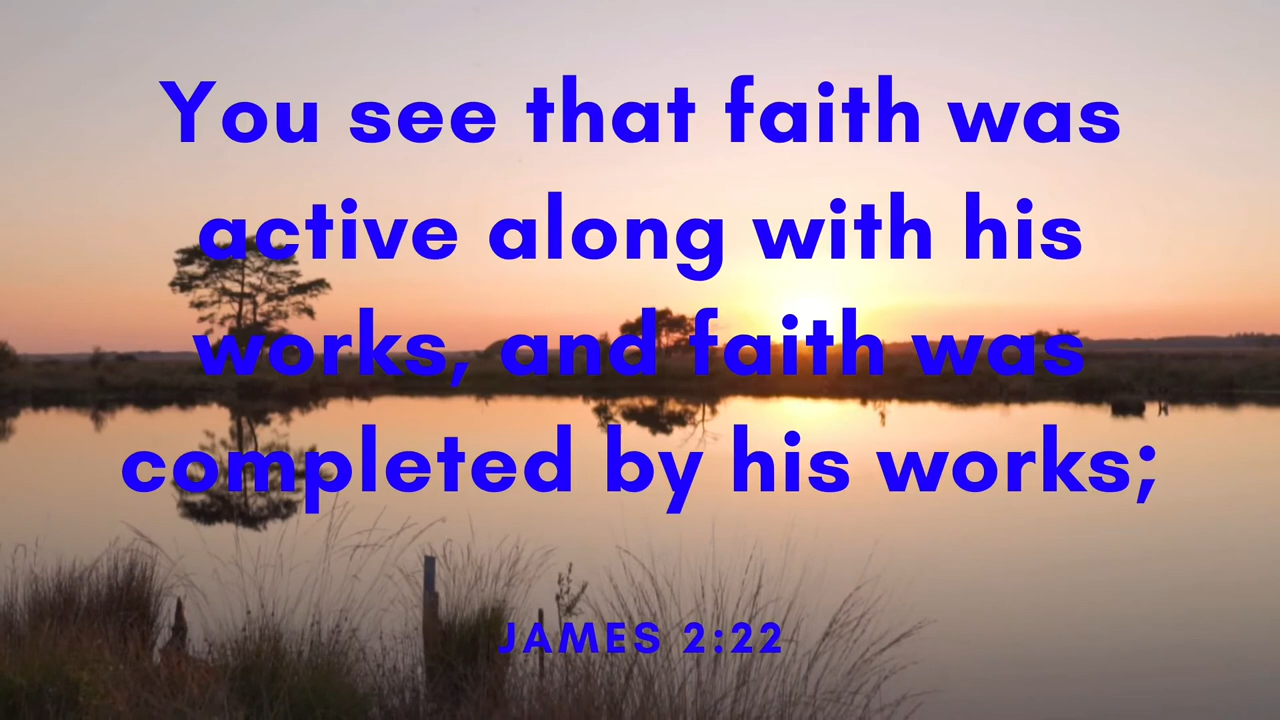 You see that faith was
active along with his
works, and faith was
completed by his works;
JAMES 2:22